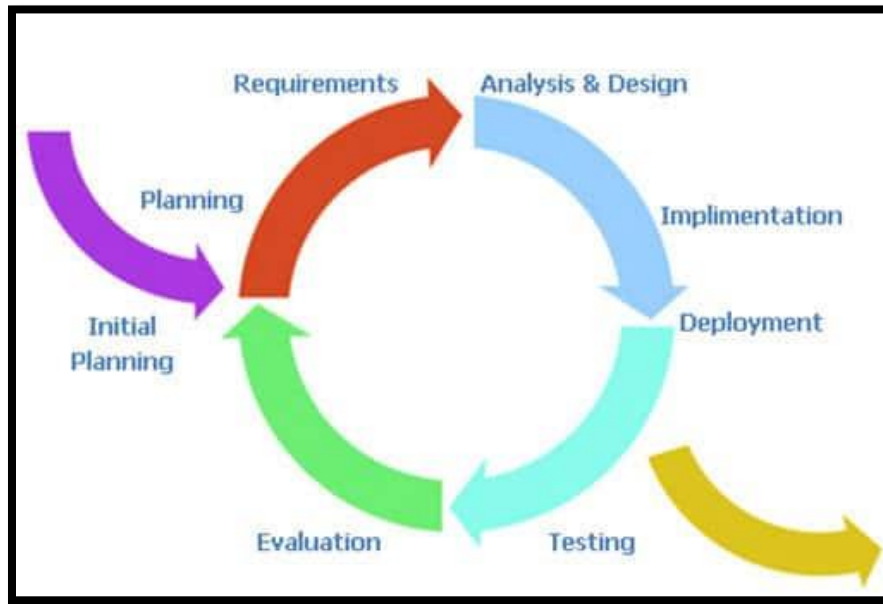 Requirements
Analysis & Design
Planning
Implimentation
Initial
Planning
Deployment
Evaluation
Testing